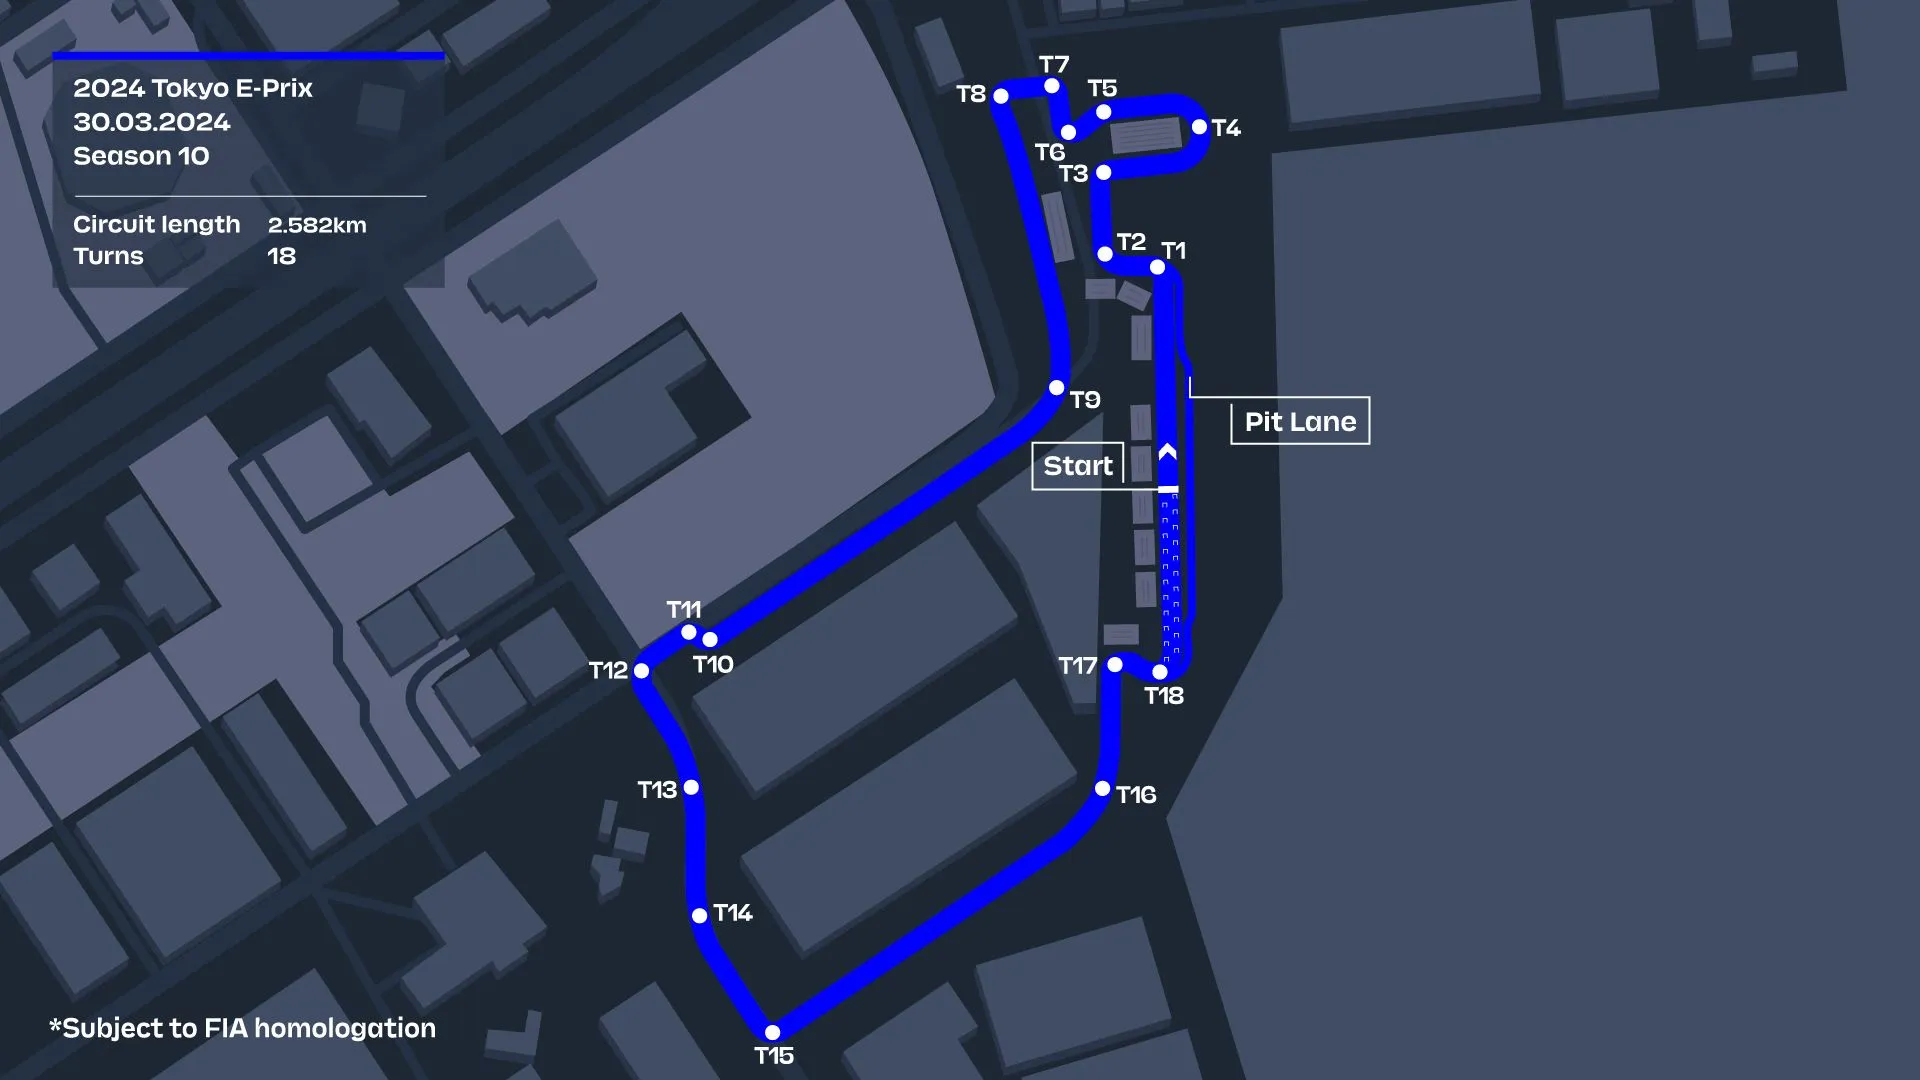 2024 Tokyo E-Prix
30.03.2024
Season 10
Circuit length 2.582km
Turns 18
T7
T8
T5
T4
T6
T3
T2
T1
T9
Pit Lane
Start
T11
T10
T12
T17
T18
T13
T16
T14
T15
*Subject to FIA homologation